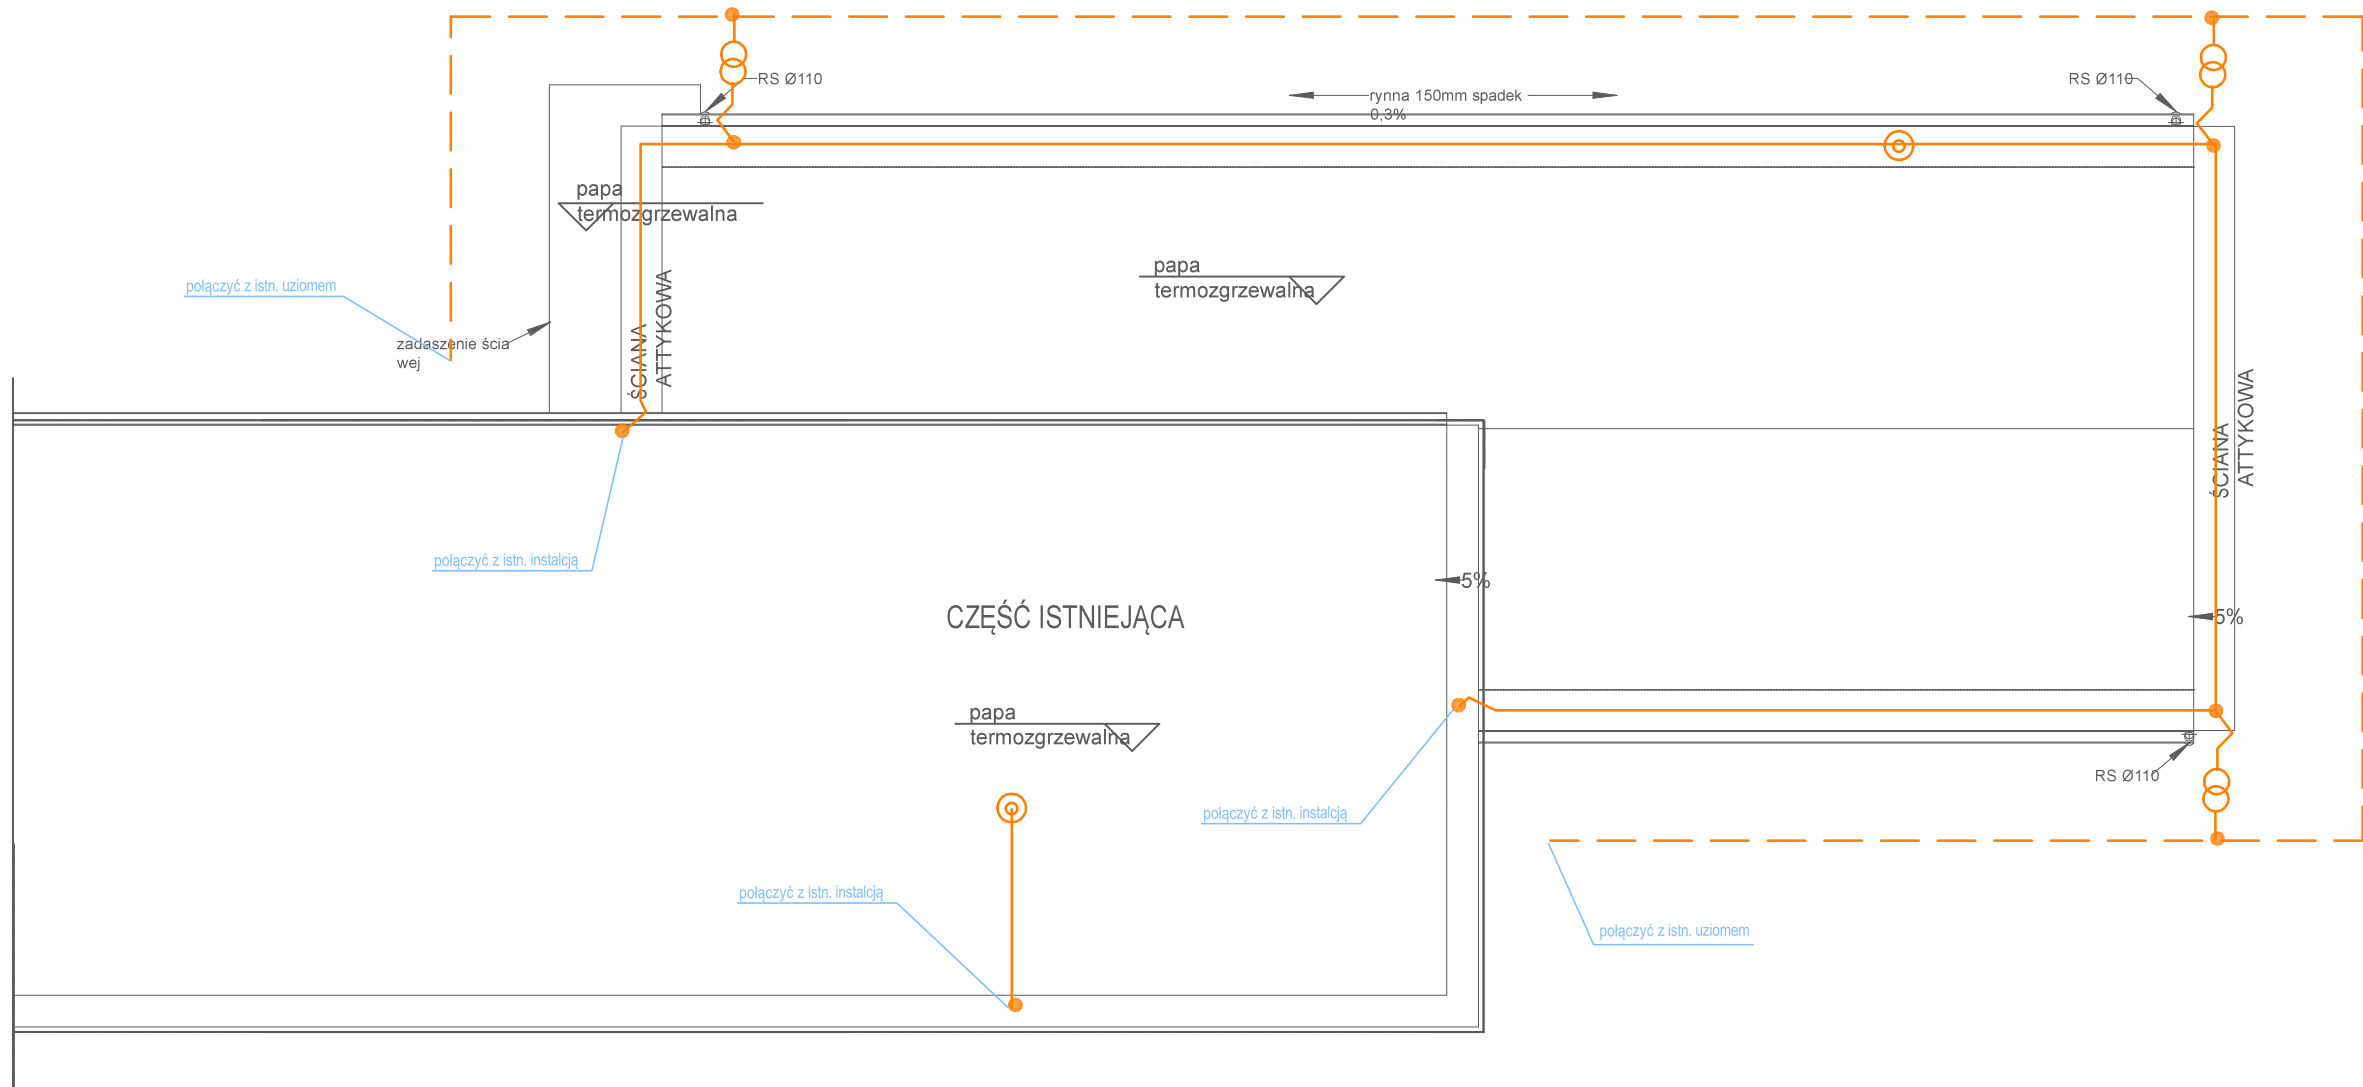 RS Ø110
RS Ø110
rynna 150mm spadek
0,3%
papa
termozgrzewalna
papa
termozgrzewalna
połączyć z istn. uziomem
zadaszenie ścia
wej
ŚCIANA
ATTYKOWA
ŚCIANA
ATTYKOWA
połączyć z istn. instalcją
5%
CZĘŚĆ ISTNIEJĄCA
5%
papa
termozgrzewalna
RS Ø110
połączyć z istn. instalcją
połączyć z istn. instalcją
połączyć z istn. uziomem